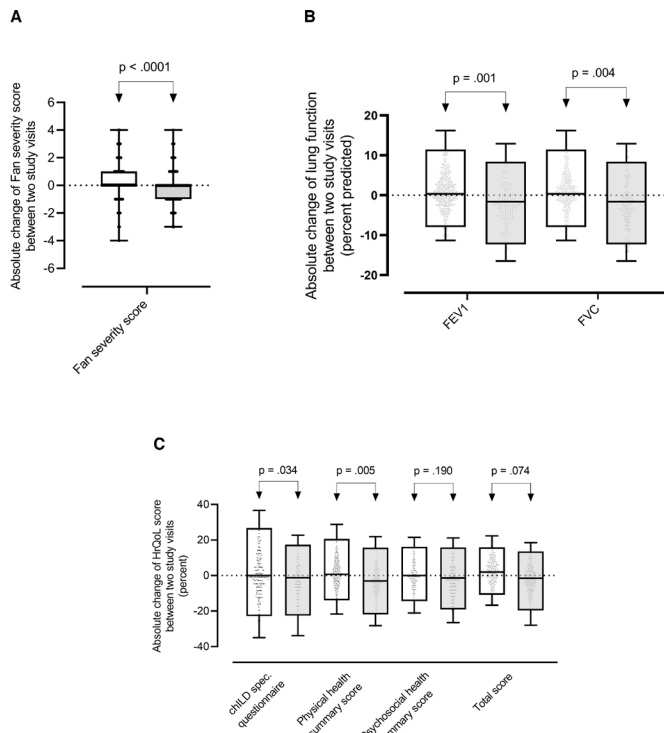 A
p < .0001
Absolute change of Fan severity score
between two study visits
6
4
2
0
-2
-4
-6
Fan severity score
B
p = .001
p = .004
Absolute change of lung function
between two study visits
(percent predicted)
20
10
0
-10
-20
FEV1
FVC
C
p = .034
p = .005
p = .190
p = .074
Absolute change of HrQoL score
between two study visits
(percent)
40
20
0
-20
-40
chILD spec.
questionnaire
Physical health
summary score
Psychosocial health
summary score
Total score